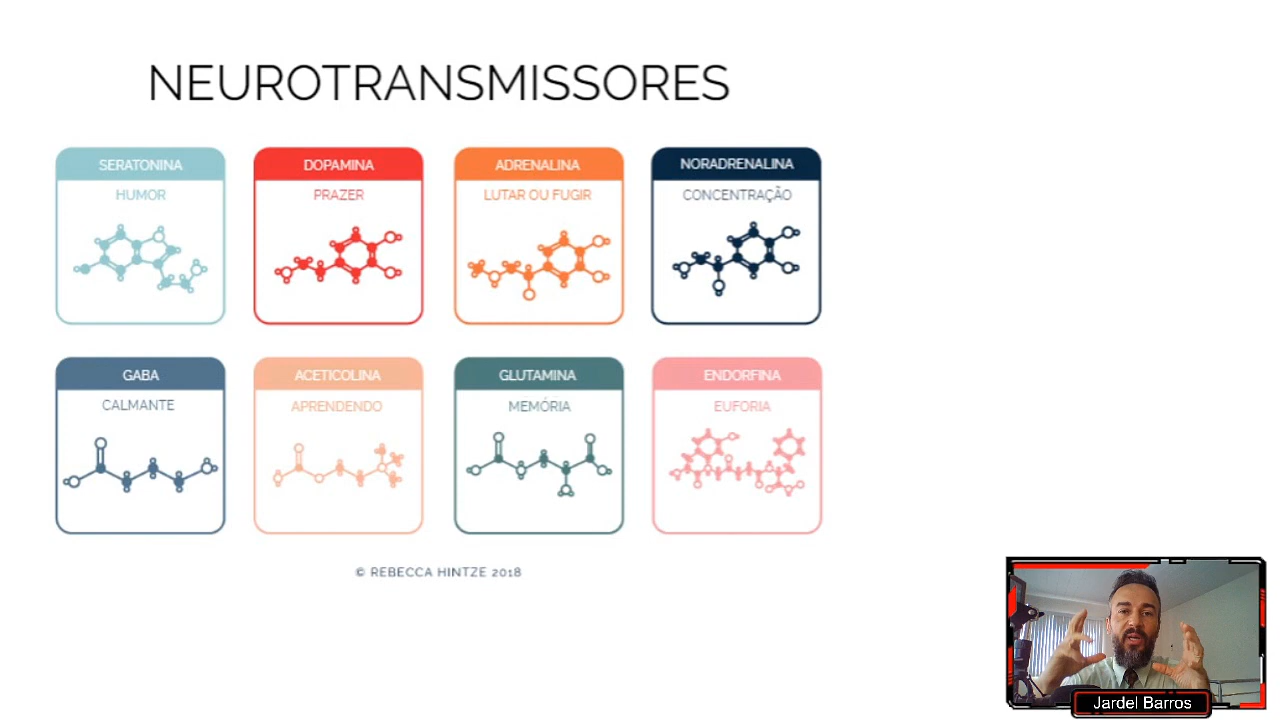 NEUROTRANSMISSORES
SERATONINA
HUMOR
DOPAMINA
PRAZER
ADRENALINA
LUTAR OU FUGIR
NORADRENALINA
CONCENTRAÇÃO
GABA
CALMANTE
ACETICOLINA
APRENDENDO
GLUTAMINA
MEMÓRIA
ENDORFINA
EUFORIA
© REBECCA HINTZE 2018
Jardel Barros